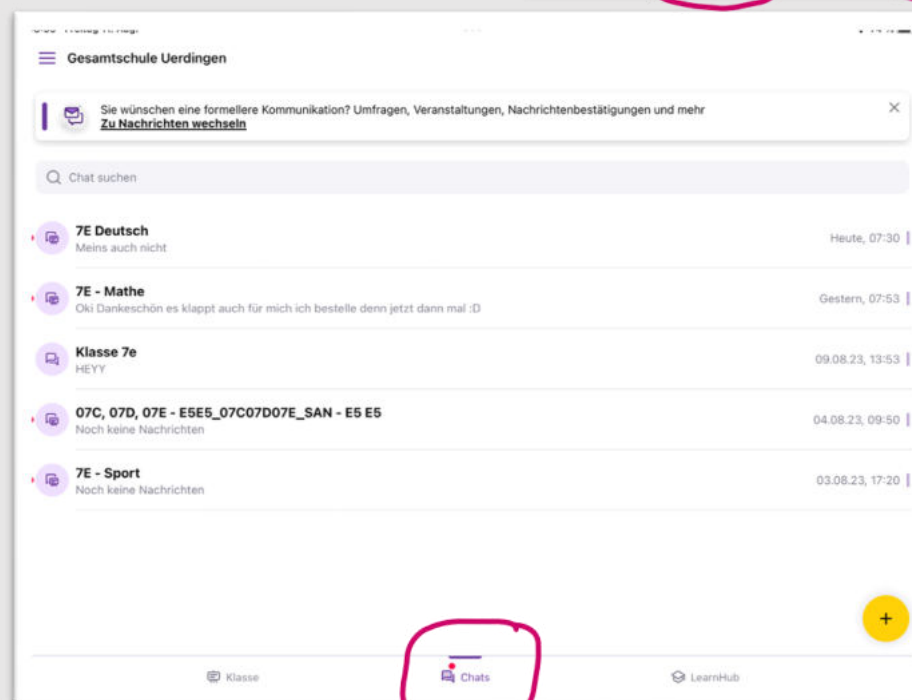 Gesamtschule Uerdingen
Sie wünschen eine formellere Kommunikation? Umfragen, Veranstaltungen, Nachrichtenbestätigungen und mehr
Zu Nachrichten wechseln
Chat suchen
7E Deutsch
Meins auch nicht
Heute, 07:30
7E - Mathe
Oki Dankeschön es klappt auch für mich ich bestelle denn jetzt dann mal :D
Gestern, 07:53
Klasse 7e
HEYY
09.08.23, 13:53
07C, 07D, 07E - E5E5_07C07D07E_SAN - E5 E5
Noch keine Nachrichten
04.08.23, 09:50
7E - Sport
Noch keine Nachrichten
03.08.23, 17:20
+
Klasse
Chats
LearnHub